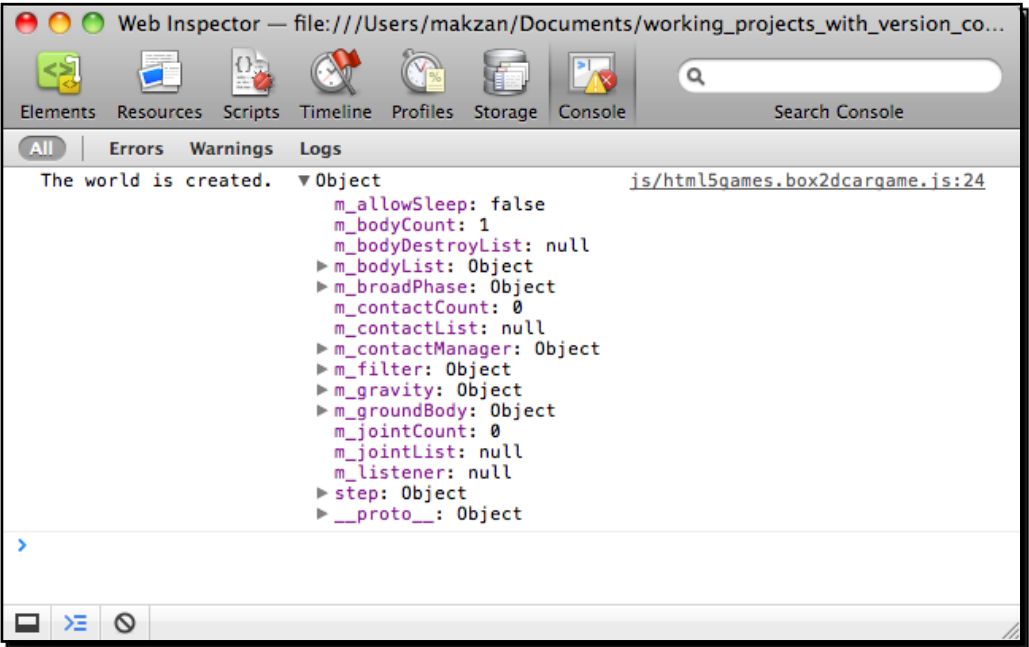 Web Inspector — file:///Users/makzan/Documents/working_projects_with_version_co...
Elements Resources Scripts Timeline Profiles Storage Console Search Console
All Errors Warnings Logs
The world is created. ▼Object js/html5games.box2dcargame.js:24
m_allowSleep: false
m_bodyCount: 1
m_bodyDestroyList: null
▶m_bodyList: Object
▶m_broadPhase: Object
m_contactCount: 0
m_contactList: null
▶m_contactManager: Object
▶m_filter: Object
▶m_gravity: Object
▶m_groundBody: Object
m_jointCount: 0
m_jointList: null
m_listener: null
▶step: Object
▶__proto__: Object